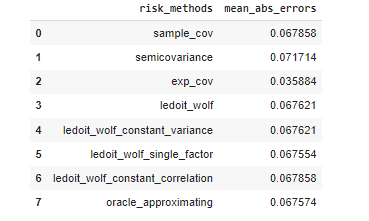 risk_methods mean_abs_errors
0 sample_cov 0.067858
1 semicovariance 0.071714
2 exp_cov 0.035884
3 ledoit_wolf 0.067621
4 ledoit_wolf_constant_variance 0.067621
5 ledoit_wolf_single_factor 0.067554
6 ledoit_wolf_constant_correlation 0.067858
7 oracle_approximating 0.067574